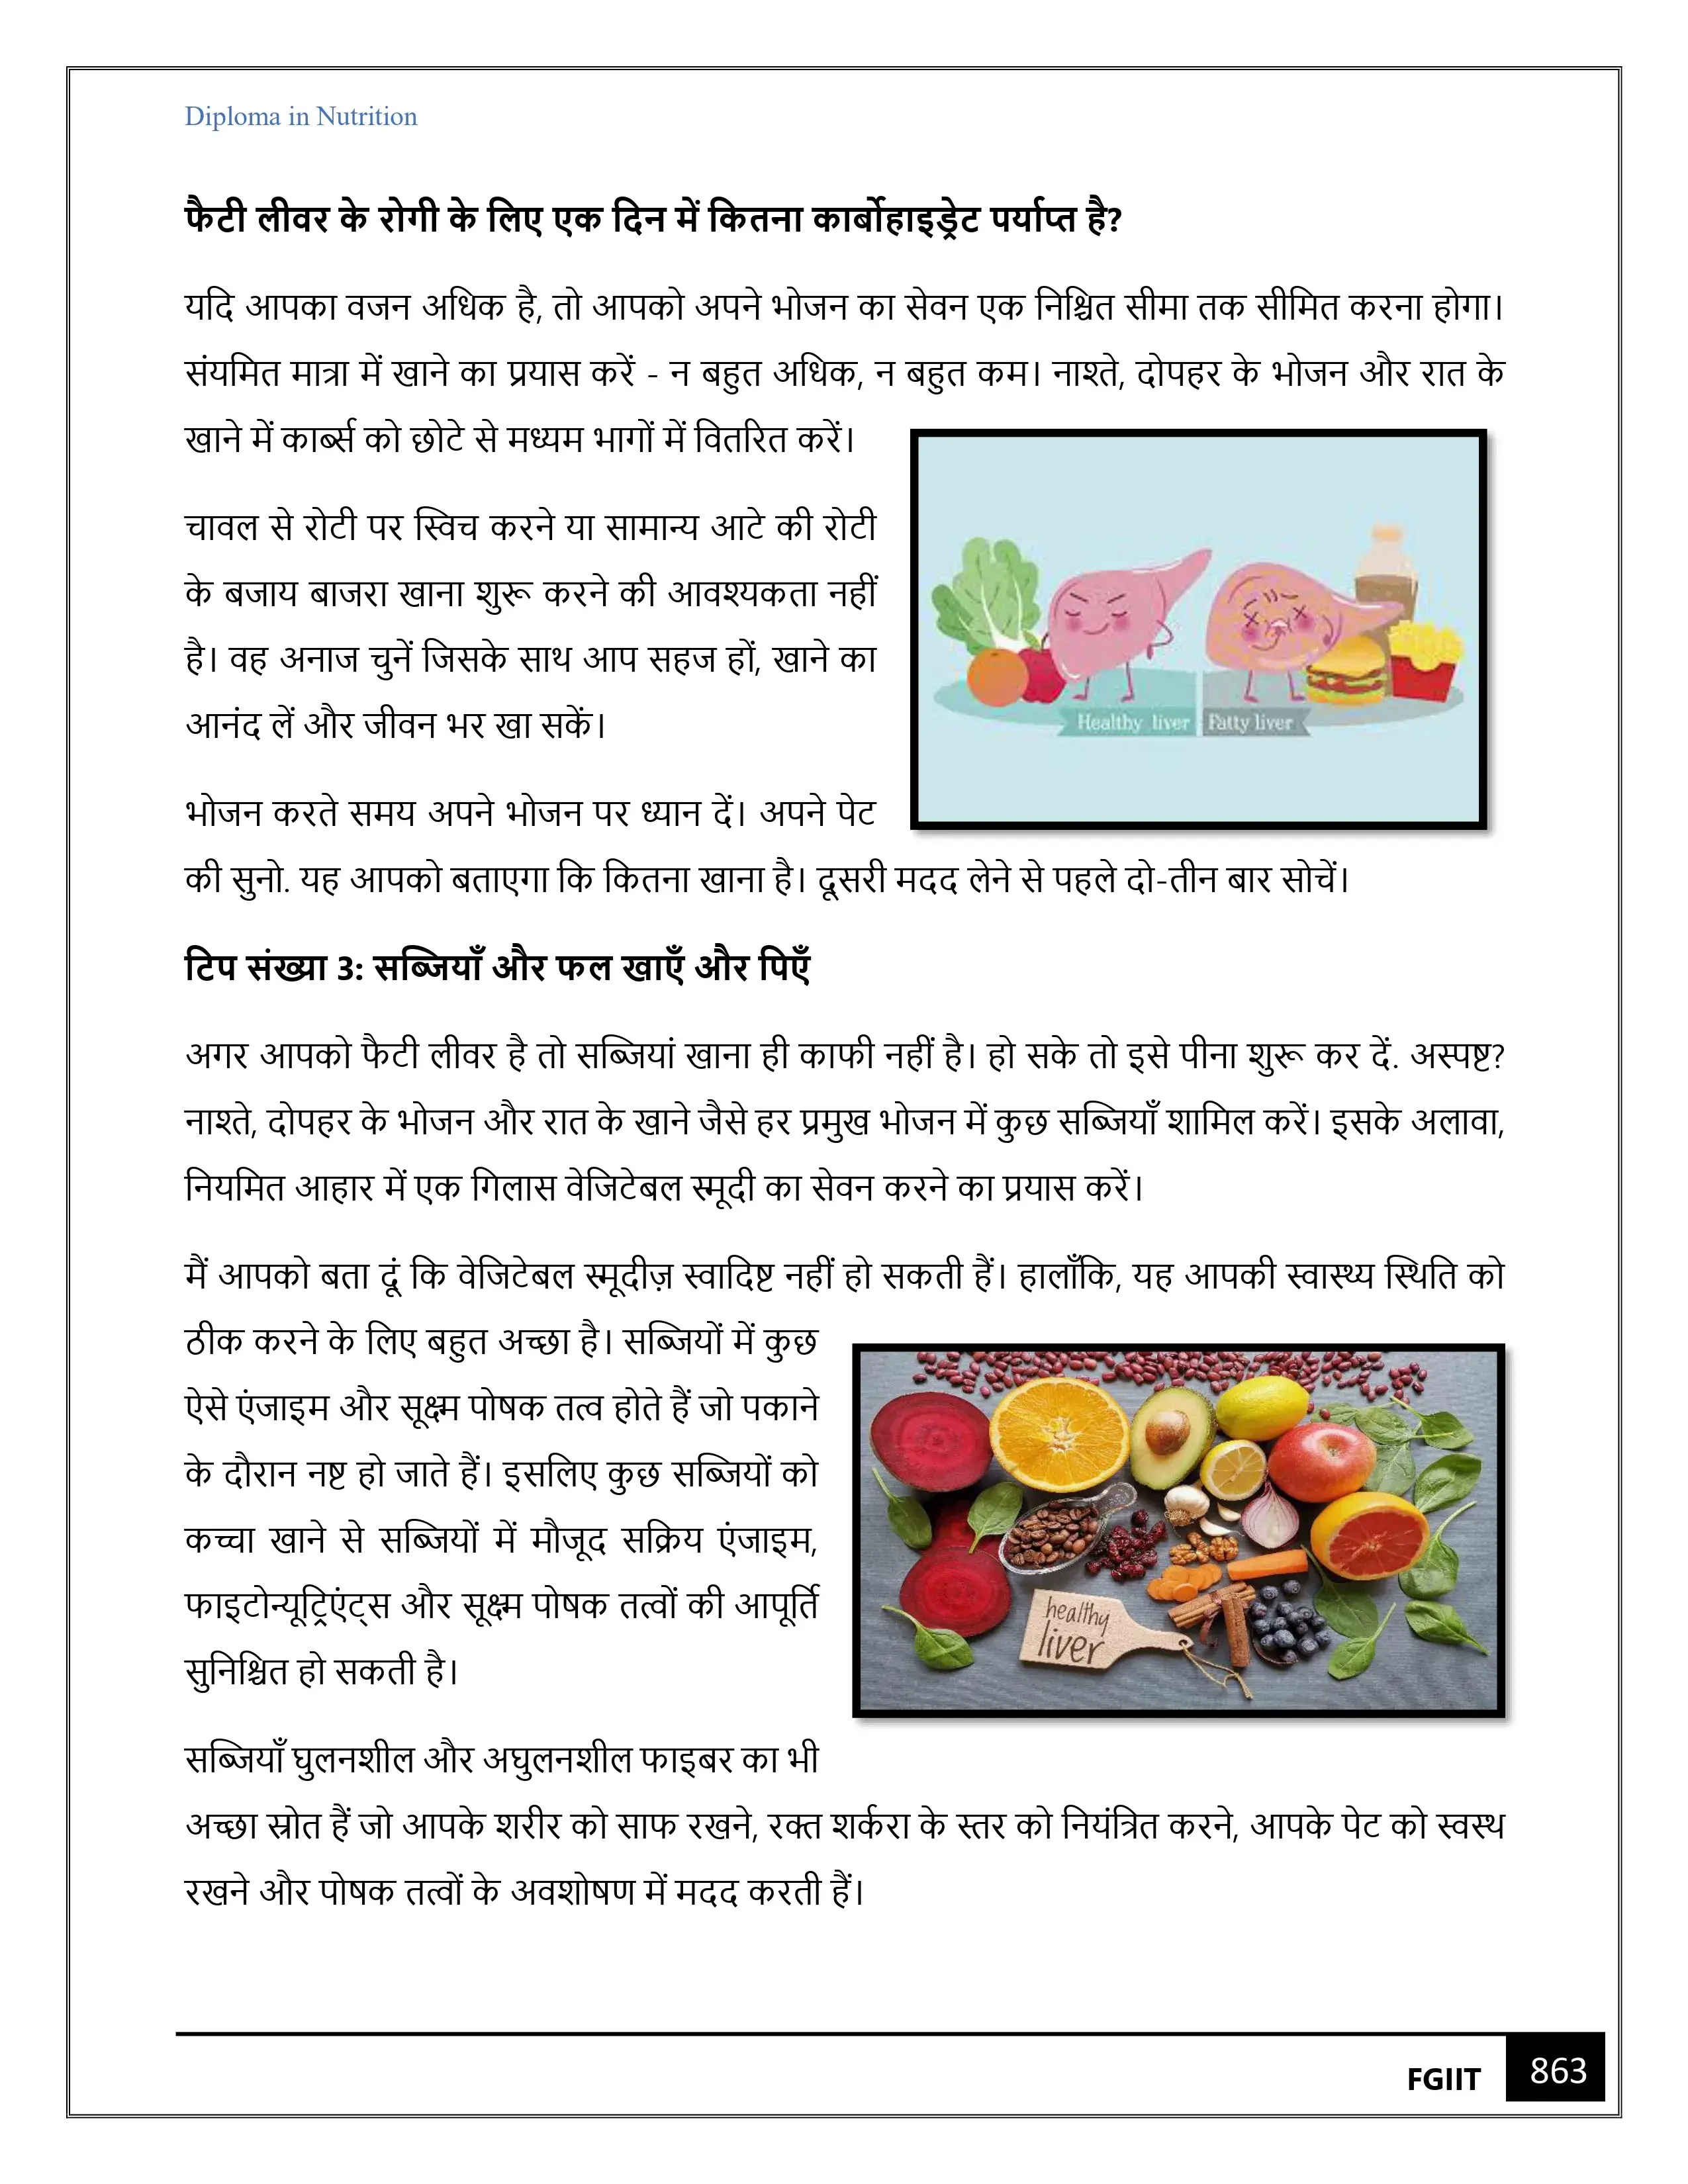 Diploma in Nutrition
फैटी लीवर के रोगी के लिए एक दिन में कितना कार्बोहाइड्रेट पर्याप्त है?
यदि आपका वजन अधिक है, तो आपको अपने भोजन का सेवन एक निश्चित सीमा तक सीमित करना होगा।
संयमित मात्रा में खाने का प्रयास करें - न बहुत अधिक, न बहुत कम। नाश्ते, दोपहर के भोजन और रात के
खाने में कार्ब्स को छोटे से मध्यम भागों में वितरित करें।
चावल से रोटी पर स्विच करने या सामान्य आटे की रोटी
के बजाय बाजरा खाना शुरू करने की आवश्यकता नहीं
है। वह अनाज चुनें जिसके साथ आप सहज हों, खाने का
आनंद लें और जीवन भर खा सकें।
Healthy liver
Fatty liver
भोजन करते समय अपने भोजन पर ध्यान दें। अपने पेट
की सुनो. यह आपको बताएगा कि कितना खाना है। दूसरी मदद लेने से पहले दो-तीन बार सोचें।
टिप संख्या 3: सब्जियाँ और फल खाएँ और पिएँ
अगर आपको फैटी लीवर है तो सब्जियां खाना ही काफी नहीं है। हो सके तो इसे पीना शुरू कर दें. अस्पष्ट?
नाश्ते, दोपहर के भोजन और रात के खाने जैसे हर प्रमुख भोजन में कुछ सब्जियाँ शामिल करें। इसके अलावा,
नियमित आहार में एक गिलास वेजिटेबल स्मूदी का सेवन करने का प्रयास करें।
मैं आपको बता दूं कि वेजिटेबल स्मूदीज़ स्वादिष्ट नहीं हो सकती हैं। हालाँकि, यह आपकी स्वास्थ्य स्थिति को
ठीक करने के लिए बहुत अच्छा है। सब्जियों में कुछ
ऐसे एंजाइम और सूक्ष्म पोषक तत्व होते हैं जो पकाने
के दौरान नष्ट हो जाते हैं। इसलिए कुछ सब्जियों को
कच्चा खाने से सब्जियों में मौजूद सक्रिय एंजाइम,
फाइटोन्यूट्रिएंट्स और सूक्ष्म पोषक तत्वों की आपूर्ति
सुनिश्चित हो सकती है।
healthy
liver
सब्जियाँ घुलनशील और अघुलनशील फाइबर का भी
अच्छा स्रोत हैं जो आपके शरीर को साफ रखने, रक्त शर्करा के स्तर को नियंत्रित करने, आपके पेट को स्वस्थ
रखने और पोषक तत्वों के अवशोषण में मदद करती हैं।
FGIIT 863